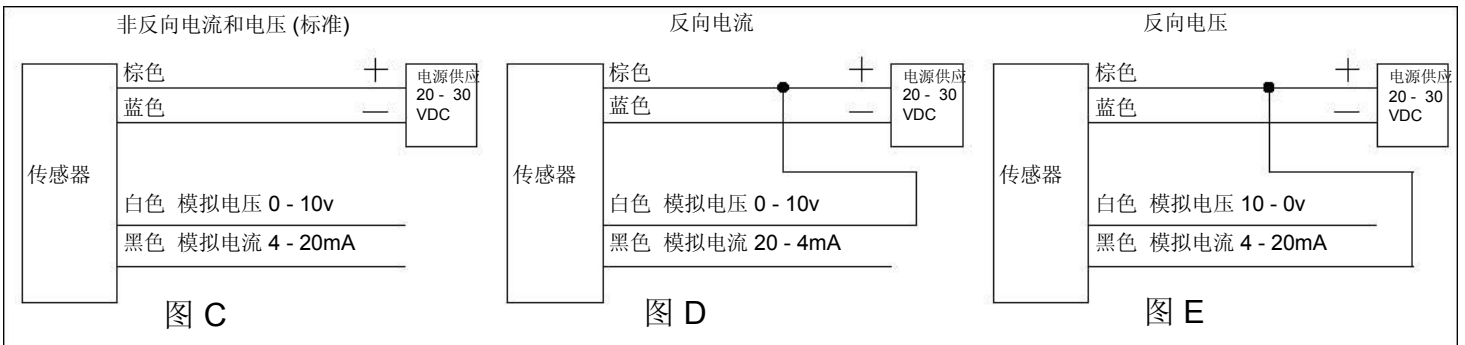 非反向电流和电压 (标准)
棕色
+
电源供应
20 - 30
VDC
蓝色
—
传感器
白色 模拟电压 0 - 10v
黑色 模拟电流 4 - 20mA
图 C
反向电流
棕色
+
电源供应
20 - 30
VDC
蓝色
—
传感器
白色 模拟电压 0 - 10v
黑色 模拟电流 20 - 4mA
图 D
反向电压
棕色
+
电源供应
20 - 30
VDC
蓝色
—
传感器
白色 模拟电压 10 - 0v
黑色 模拟电流 4 - 20mA
图 E